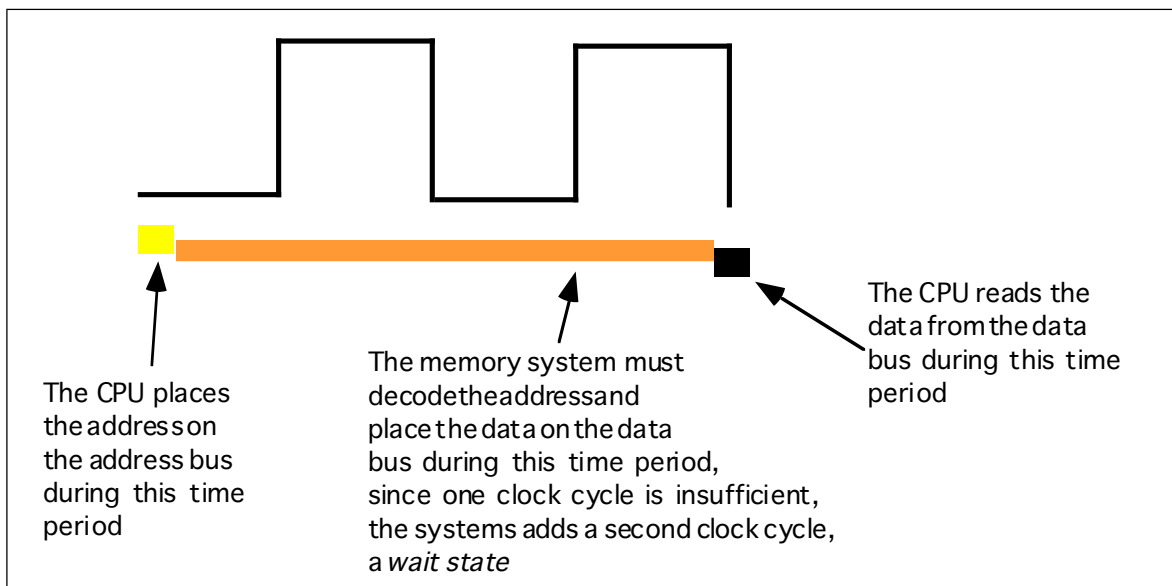 The CPU places
the address on
the address bus
during this time
period
The memory system must
decodetheaddressand
place the data on the data
bus during this time period,
since one clock cycle is insufficient,
the systems adds a second clock cycle,
a wait state
The CPU reads the
data from the data
bus during this time
period